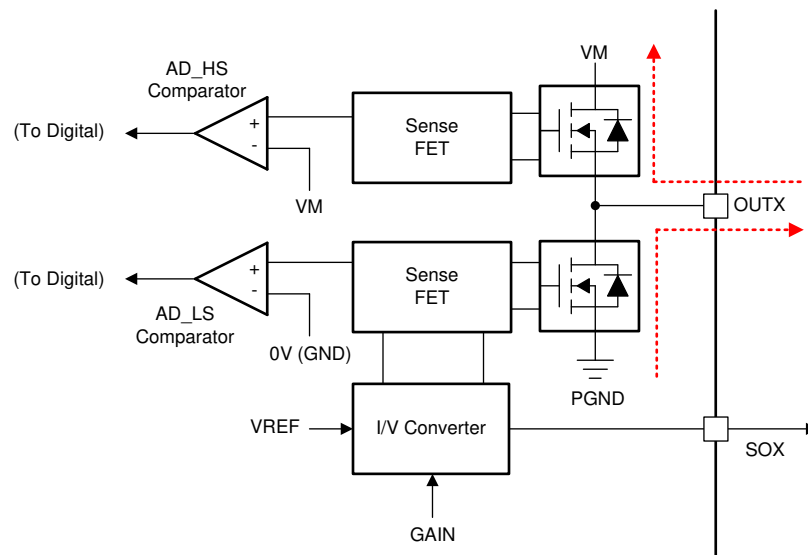 VM
AD_HS
Comparator
(To Digital)
+
-
Sense
FET
VM
OUTX
(To Digital)
+
-
Sense
FET
AD_LS
Comparator
0V (GND)
PGND
VREF
I/V Converter
SOX
GAIN